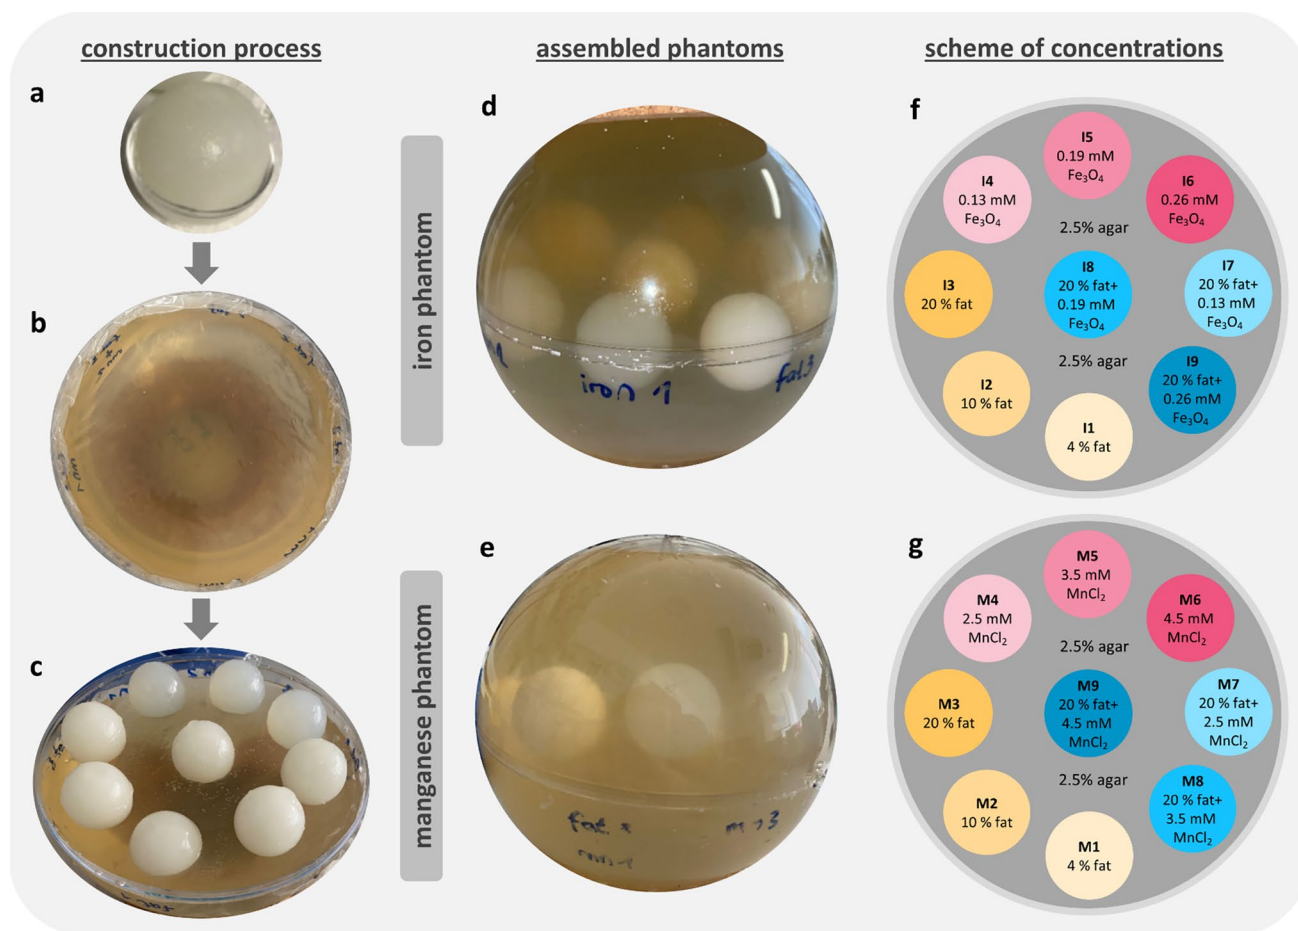 construction process
assembled phantoms
scheme of concentrations
a
b
c
iron phantom
manganese phantom
d
iron 1
fat3
e
fat
f
I5
0.19 mM
Fe₃O₄
I4
0.13 mM
Fe₃O₄
I6
0.26 mM
Fe₃O₄
2.5% agar
I3
20 % fat
I8
20 % fat+
0.19 mM
Fe₃O₄
I7
20 % fat+
0.13 mM
Fe₃O₄
2.5% agar
I2
10 % fat
I9
20 % fat+
0.26 mM
Fe₃O₄
I1
4 % fat
g
M5
3.5 mM
MnCl₂
M4
2.5 mM
MnCl₂
M6
4.5 mM
MnCl₂
2.5% agar
M3
20 % fat
M9
20 % fat+
4.5 mM
MnCl₂
M7
20 % fat+
2.5 mM
MnCl₂
2.5% agar
M2
10 % fat
M8
20 % fat+
3.5 mM
MnCl₂
M1
4 % fat